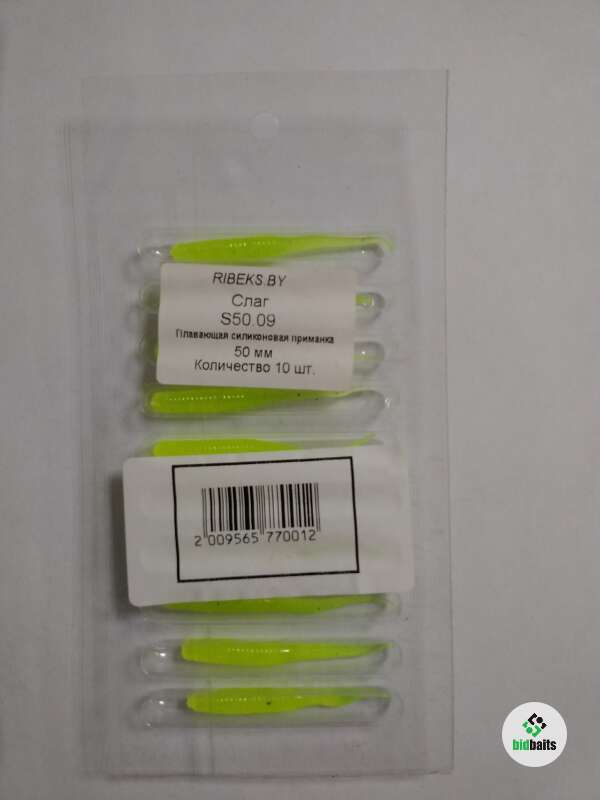 RIBEKS.BY
Слаг
S50.09
Плавающая силиконовая приманка
50 мм
Количество 10 шт.
2 009565 770012
bidbaits